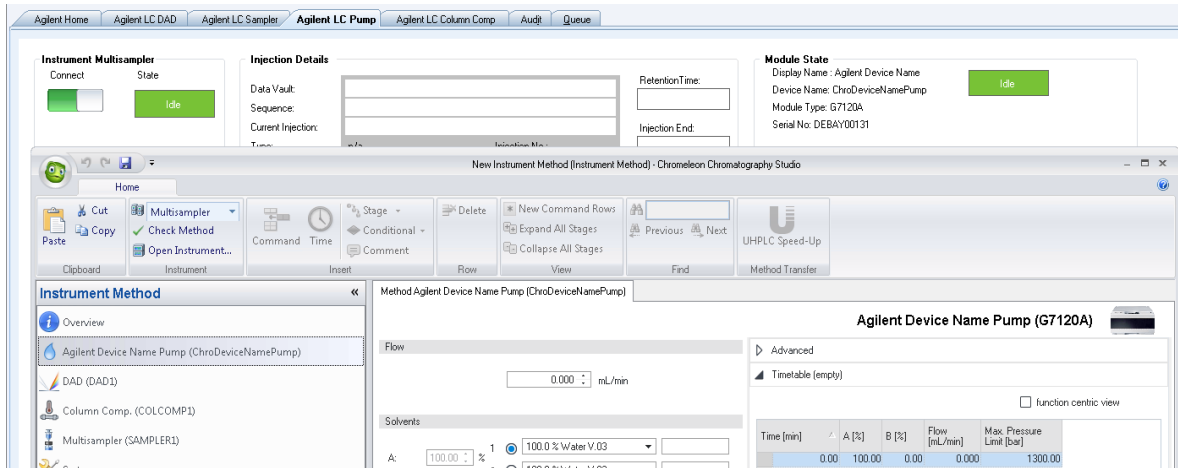 Agilent Home Agilent LC DAD Agilent LC Sampler Agilent LC Pump Agilent LC Column Comp Audit Queue
Instrument Multisampler Injection Details Module State
Connect State RetentionTime: Display Name : Agilent Device Name
Idle Data Vault: Device Name: ChroDeviceNamePump Idle
Sequence: Module Type: G7120A
Current Injection: Injection End: Serial No: DEBAY00131
New Instrument Method (Instrument Method) - Chromeleon Chromatography Studio
Home
Cut Multisampler Stage Delete New Command Rows
Paste Copy Check Method Command Time Conditional Expand All Stages Previous Next UHPLC Speed-Up
Open Instrument... Comment Collapse All Stages
Clipboard Instrument Insert Row View Find Method Transfer
Instrument Method « Method Agilent Device Name Pump (ChroDeviceNamePump)
Overview Agilent Device Name Pump (G7120A)
Agilent Device Name Pump (ChroDeviceNamePump) Flow Advanced
DAD (DAD1) 0.000 mL/min Timetable (empty)
Column Comp. (COLCOMP1) function centric view
Multisampler (SAMPLER1) Solvents Time [min] A [%] B [%] Flow [mL/min] Max. Pressure Limit [bar]
A: 100.00 % 1 100.0 % Water V.03 0.00 100.00 0.00 0.000 1300.00